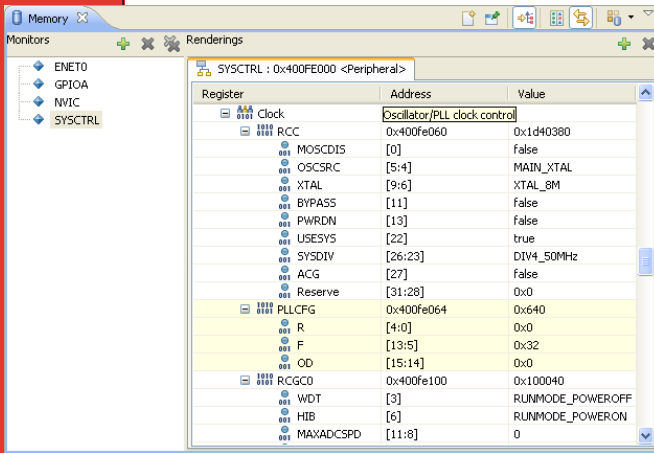 Memory
Monitors
Renderings
ENET0
GPIOA
NVIC
SYSCTRL
SYSCTRL : 0x400FE000 <Peripheral>
Register Address Value
Clock Oscillator/PLL clock control
RCC 0x400fe060 0x1d40380
MOSCDIS [0] false
OSCSRC [5:4] MAIN_XTAL
XTAL [9:6] XTAL_8M
BYPASS [11] false
PWRDN [13] false
USESYS [22] true
SYSDIV [26:23] DIV4_50MHz
ACG [27] false
Reserve [31:28] 0x0
PLLCFG 0x400fe064 0x640
R [4:0] 0x0
F [13:5] 0x32
OD [15:14] 0x0
RCGC0 0x400fe100 0x100040
WDT [3] RUNMODE_POWEROFF
HIB [6] RUNMODE_POWERON
MAXADCSPD [11:8] 0